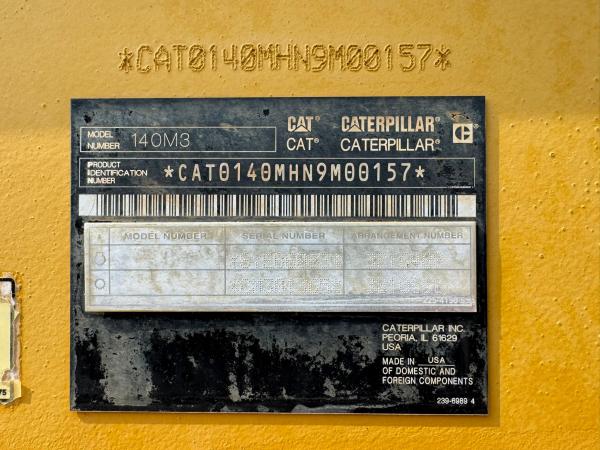 *CAT0140MHN9M00157*
CAT® CATERPILLAR®
MODEL NUMBER 140M3
CAT® CATERPILLAR® C
PRODUCT IDENTIFICATION NUMBER *CAT0140MHN9M00157*
MODEL NUMBER SERIAL NUMBER ARRANGEMENT NUMBER
CATERPILLAR INC.
PEORIA, IL 61629
USA
MADE IN USA
OF DOMESTIC AND
FOREIGN COMPONENTS
239-6989 4
75